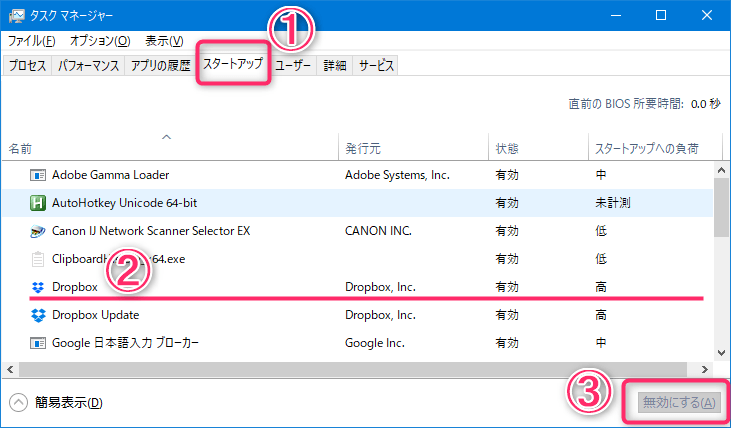 タスク マネージャー
①
ファイル(F) オプション(O) 表示(V)
プロセス パフォーマンス アプリの履歴 スタートアップ ユーザー 詳細 サービス
直前の BIOS 所要時間: 0.0 秒
名前 発行元 状態 スタートアップへの負荷
Adobe Gamma Loader Adobe Systems, Inc. 有効 中
AutoHotkey Unicode 64-bit 有効 未計測
Canon IJ Network Scanner Selector EX CANON INC. 有効 低
64.exe 有効 低
②
Dropbox Dropbox, Inc. 有効 高
Dropbox Update Dropbox, Inc. 有効 高
Google 日本語入力 ブローカー Google Inc. 有効 中
簡易表示(D) ③ 無効にする(A)